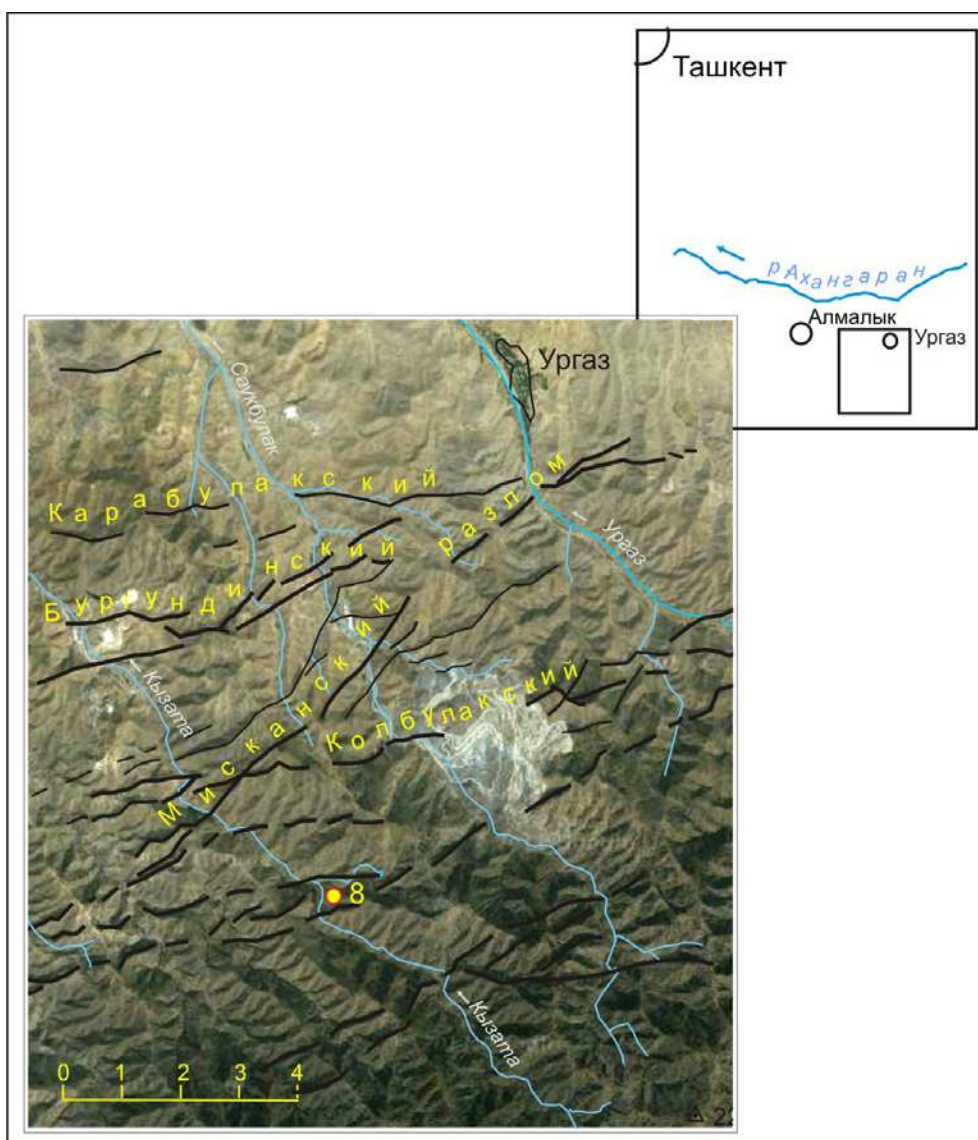 Ташкент
р Ахангаран
Алмалык
Ургаз
Ургаз
Саукбулак
Карабулакский
разлом
Ургаз
Бургундинский
Кызата
Мисканский
Колбулакский
8
Кызата
0 1 2 3 4